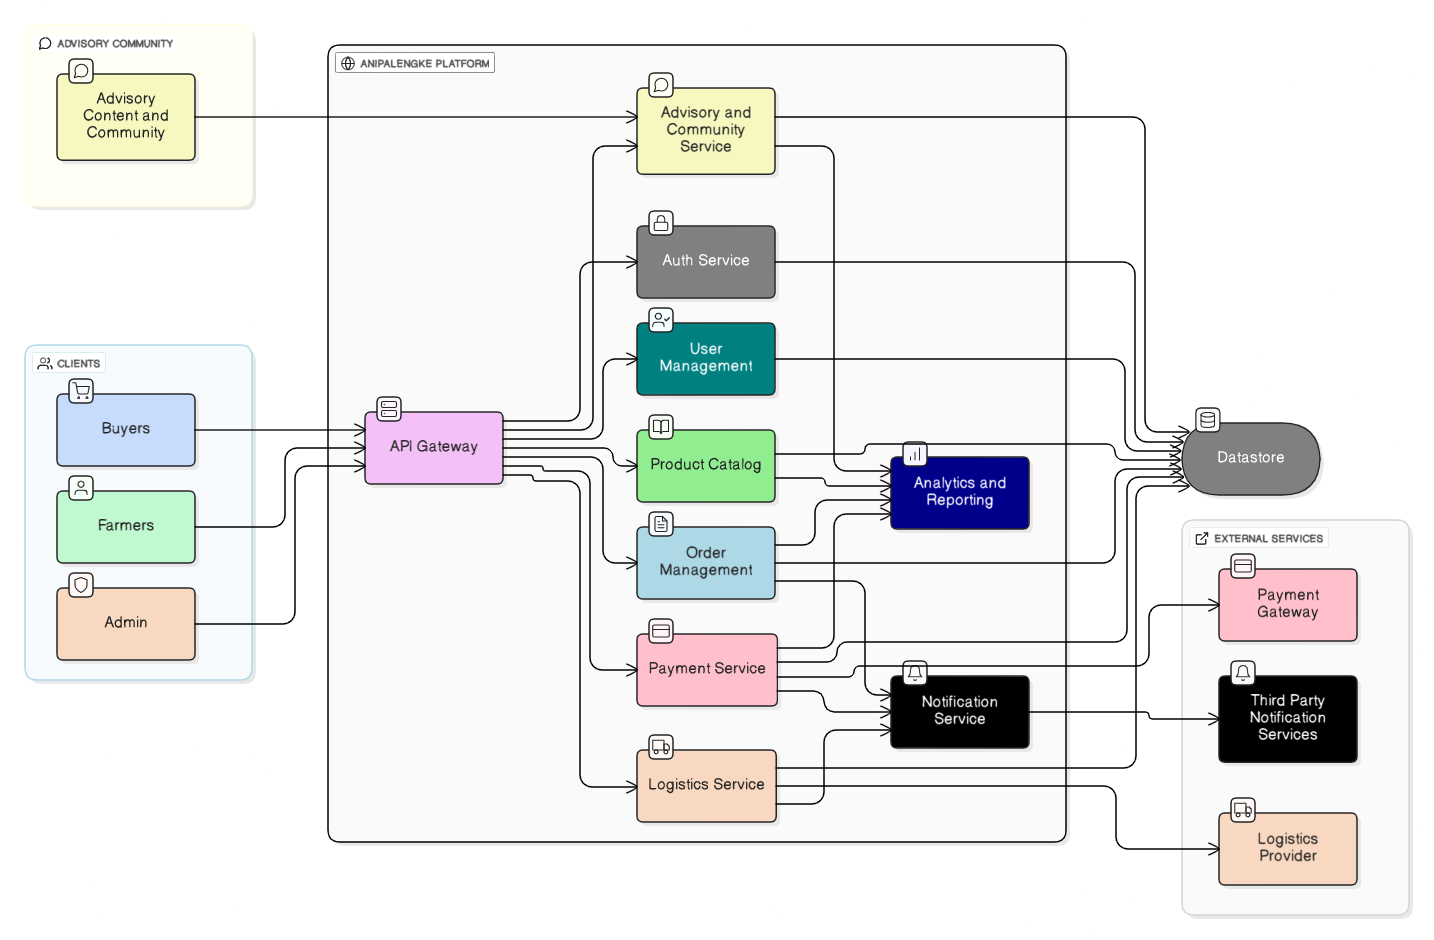 ADVISORY COMMUNITY
Advisory
Content and
Community
CLIENTS
Buyers
Farmers
Admin
ANIPALENGKE PLATFORM
API Gateway
Advisory and
Community
Service
Auth Service
User
Management
Product Catalog
Order
Management
Payment Service
Logistics Service
Analytics and
Reporting
Notification
Service
Datastore
EXTERNAL SERVICES
Payment
Gateway
Third Party
Notification
Services
Logistics
Provider